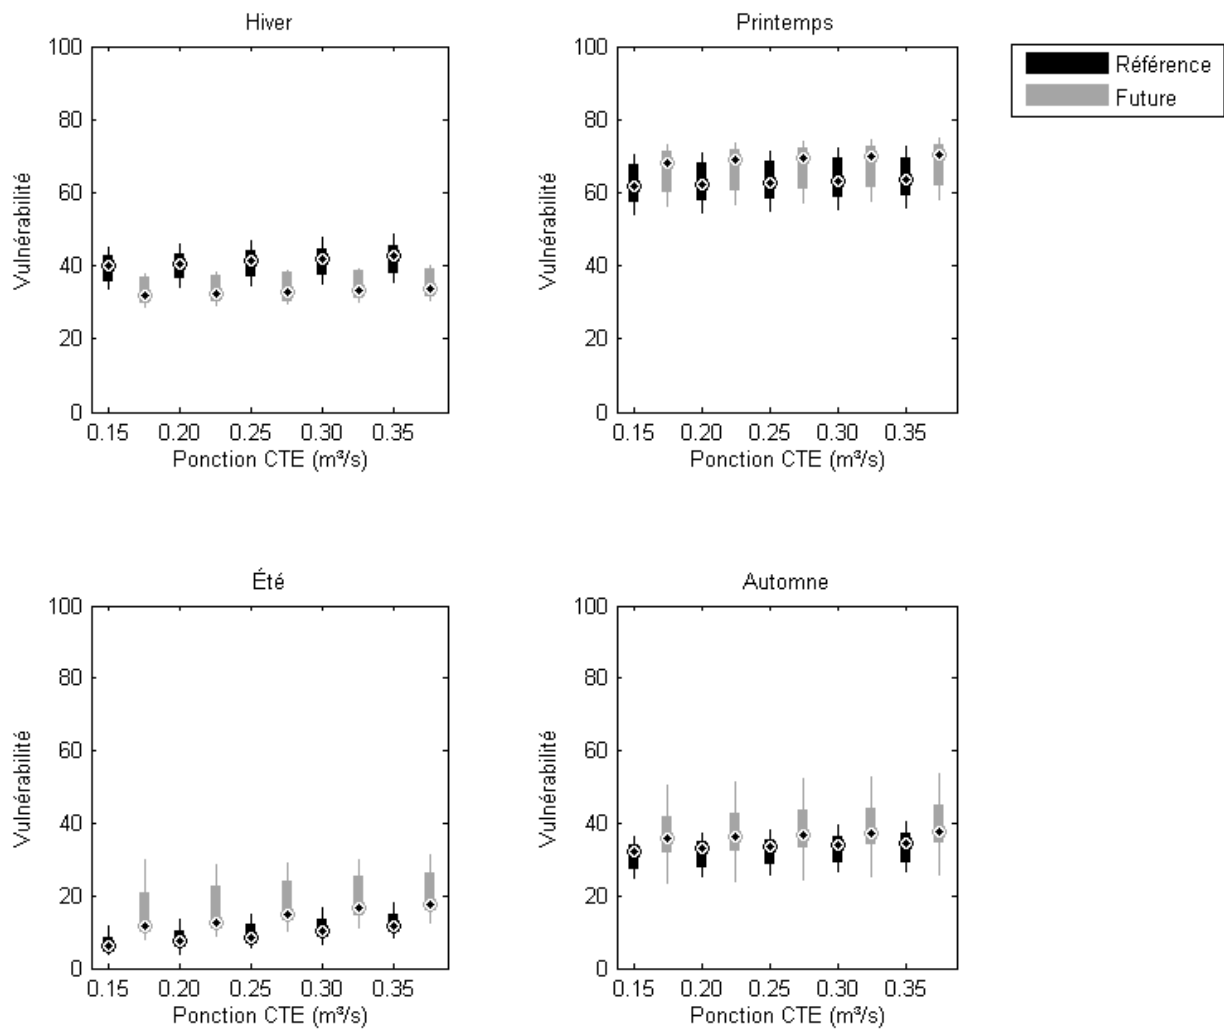 Hiver
Printemps
Référence
Future
100
80
60
40
20
0
Vulnérabilité
0.15 0.20 0.25 0.30 0.35
Ponction CTE (m³/s)
100
80
60
40
20
0
Vulnérabilité
0.15 0.20 0.25 0.30 0.35
Ponction CTE (m³/s)
Été
100
80
60
40
20
0
Vulnérabilité
0.15 0.20 0.25 0.30 0.35
Ponction CTE (m³/s)
Automne
100
80
60
40
20
0
Vulnérabilité
0.15 0.20 0.25 0.30 0.35
Ponction CTE (m³/s)